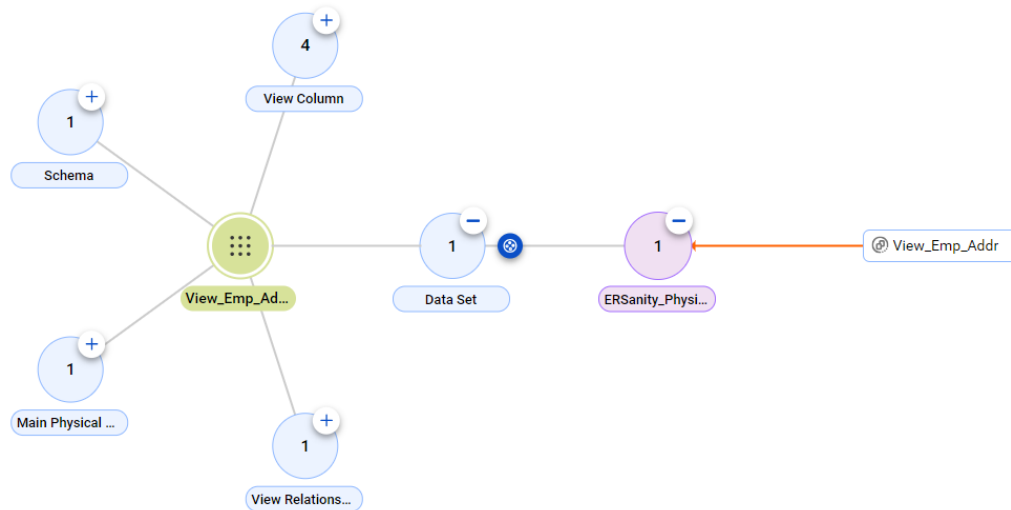 4
View Column
1
Schema
View_Emp_Ad...
1
Data Set
1
ERSanity_Physi...
View_Emp_Addr
1
Main Physical ...
1
View Relations...